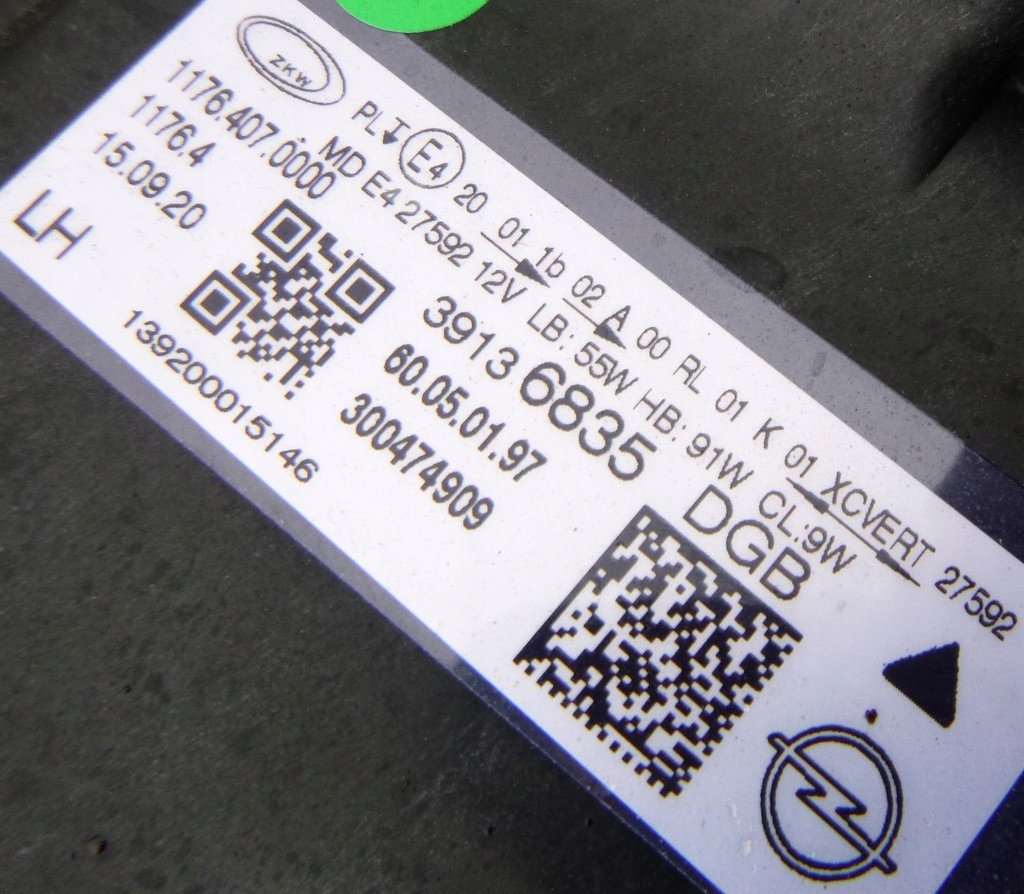 ZKW
PL E4 20 01 1b 02 A 00 RL 01 K 01 XCVERT 27592
1176.407.0000 MD E4 27592 12V LB: 55W HB: 91W CL:9W
1176.4
15.09.20
LH
3913 6835 DGB
60.05.01.97
300474909
139200015146